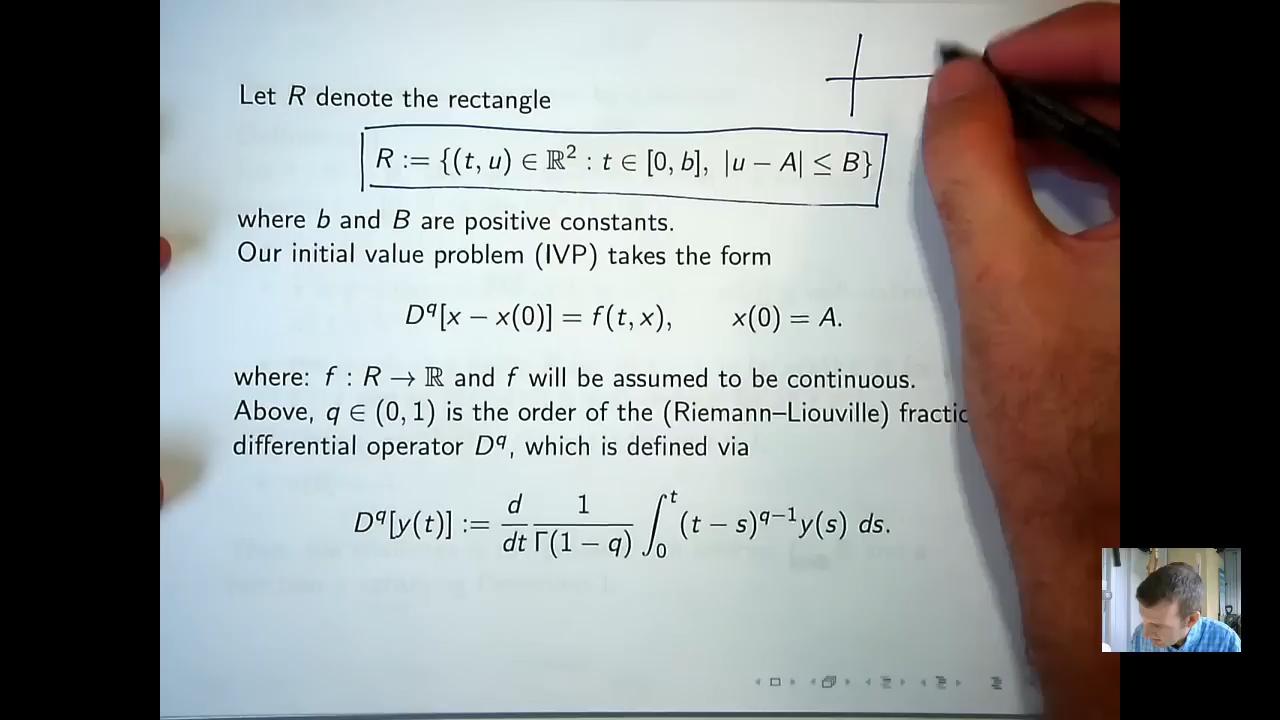 Let R denote the rectangle
R := {(t, u) ∈ ℝ² : t ∈ [0, b], |u − A| ≤ B}
where b and B are positive constants.
Our initial value problem (IVP) takes the form
D^q[x − x(0)] = f(t, x), x(0) = A.
where: f : R → ℝ and f will be assumed to be continuous.
Above, q ∈ (0, 1) is the order of the (Riemann–Liouville)
differential operator D^q, which is defined via
D^q[y(t)] := d/dt 1/Γ(1 − q) ∫₀^t (t − s)^{q−1} y(s) ds.